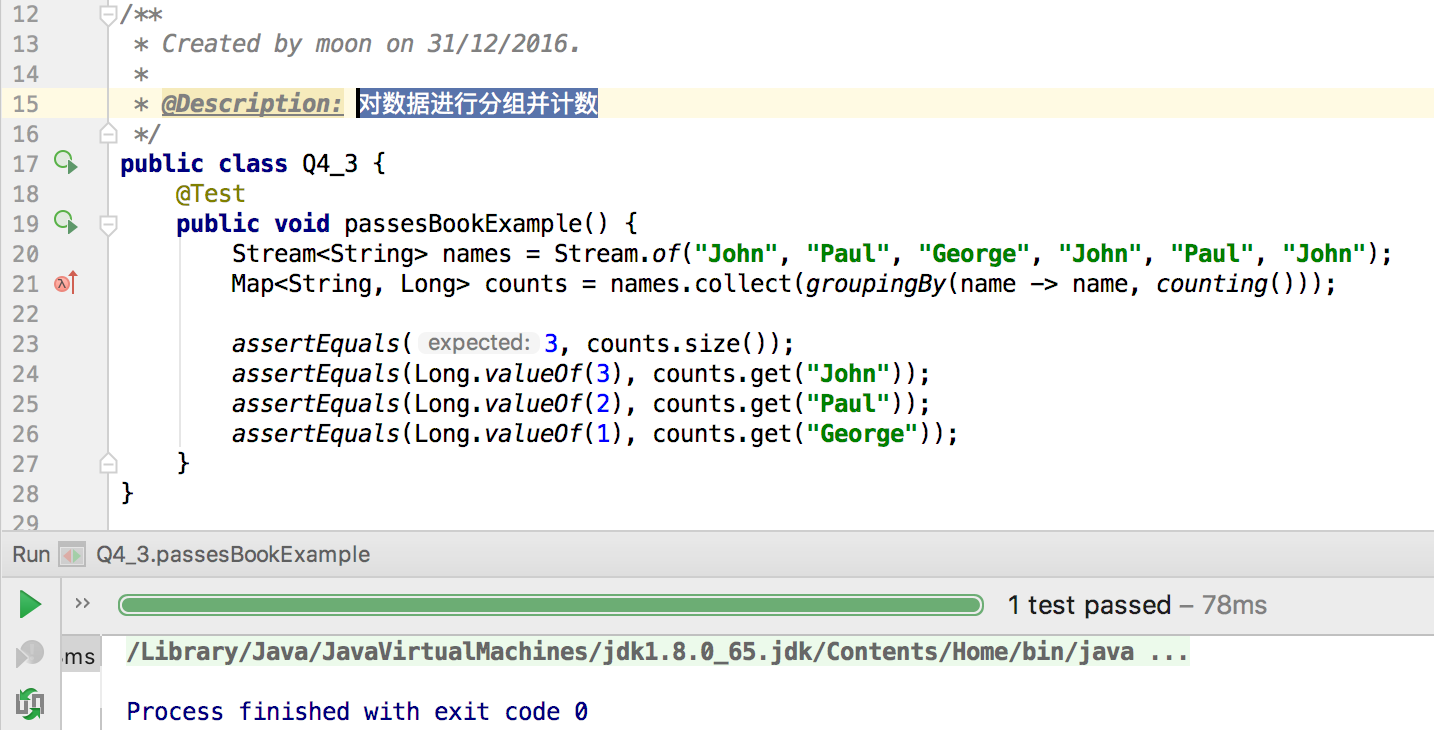 12 /**
13  * Created by moon on 31/12/2016.
14  *
15  * @Description: 对数据进行分组并计数
16  */
17 public class Q4_3 {
18     @Test
19     public void passesBookExample() {
20         Stream<String> names = Stream.of("John", "Paul", "George", "John", "Paul", "John");
21         Map<String, Long> counts = names.collect(groupingBy(name -> name, counting()));
22
23         assertEquals( expected: 3, counts.size());
24         assertEquals(Long.valueOf(3), counts.get("John"));
25         assertEquals(Long.valueOf(2), counts.get("Paul"));
26         assertEquals(Long.valueOf(1), counts.get("George"));
27     }
28 }
29
Run Q4_3.passesBookExample
>> 1 test passed – 78ms
ms /Library/Java/JavaVirtualMachines/jdk1.8.0_65.jdk/Contents/Home/bin/java ...
Process finished with exit code 0